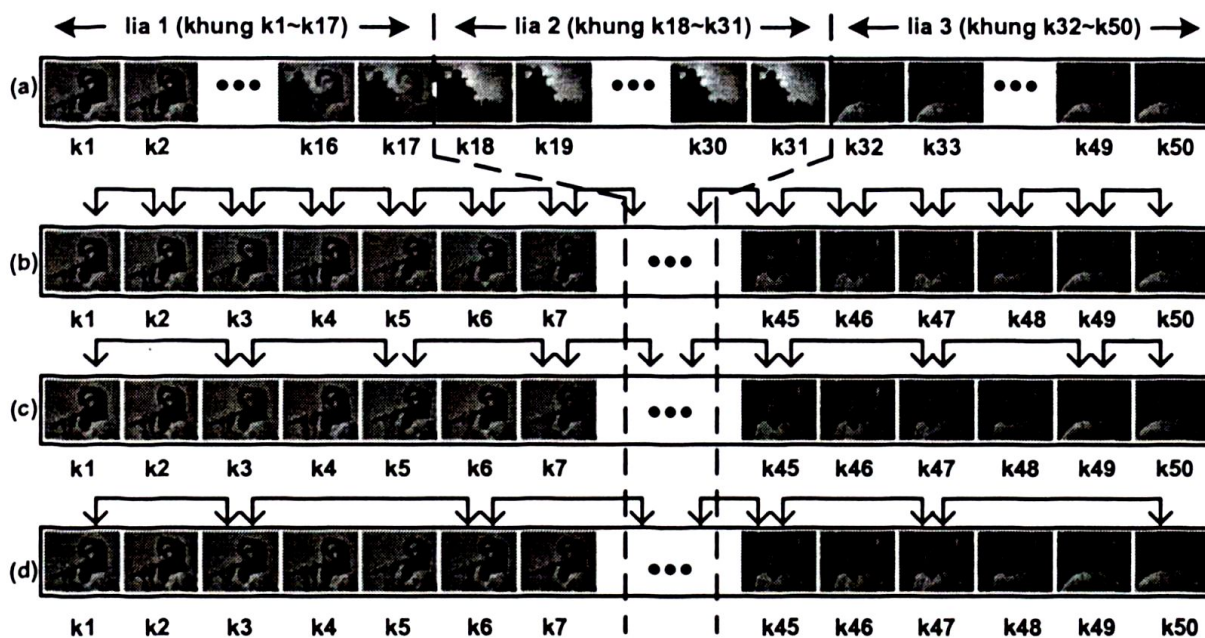 lia 1 (khung k1~k17) lia 2 (khung k18~k31) lia 3 (khung k32~k50)
(a)
k1 k2 k16 k17 k18 k19 k30 k31 k32 k33 k49 k50
(b)
k1 k2 k3 k4 k5 k6 k7 k45 k46 k47 k48 k49 k50
(c)
k1 k2 k3 k4 k5 k6 k7 k45 k46 k47 k48 k49 k50
(d)
k1 k2 k3 k4 k5 k6 k7 k45 k46 k47 k48 k49 k50